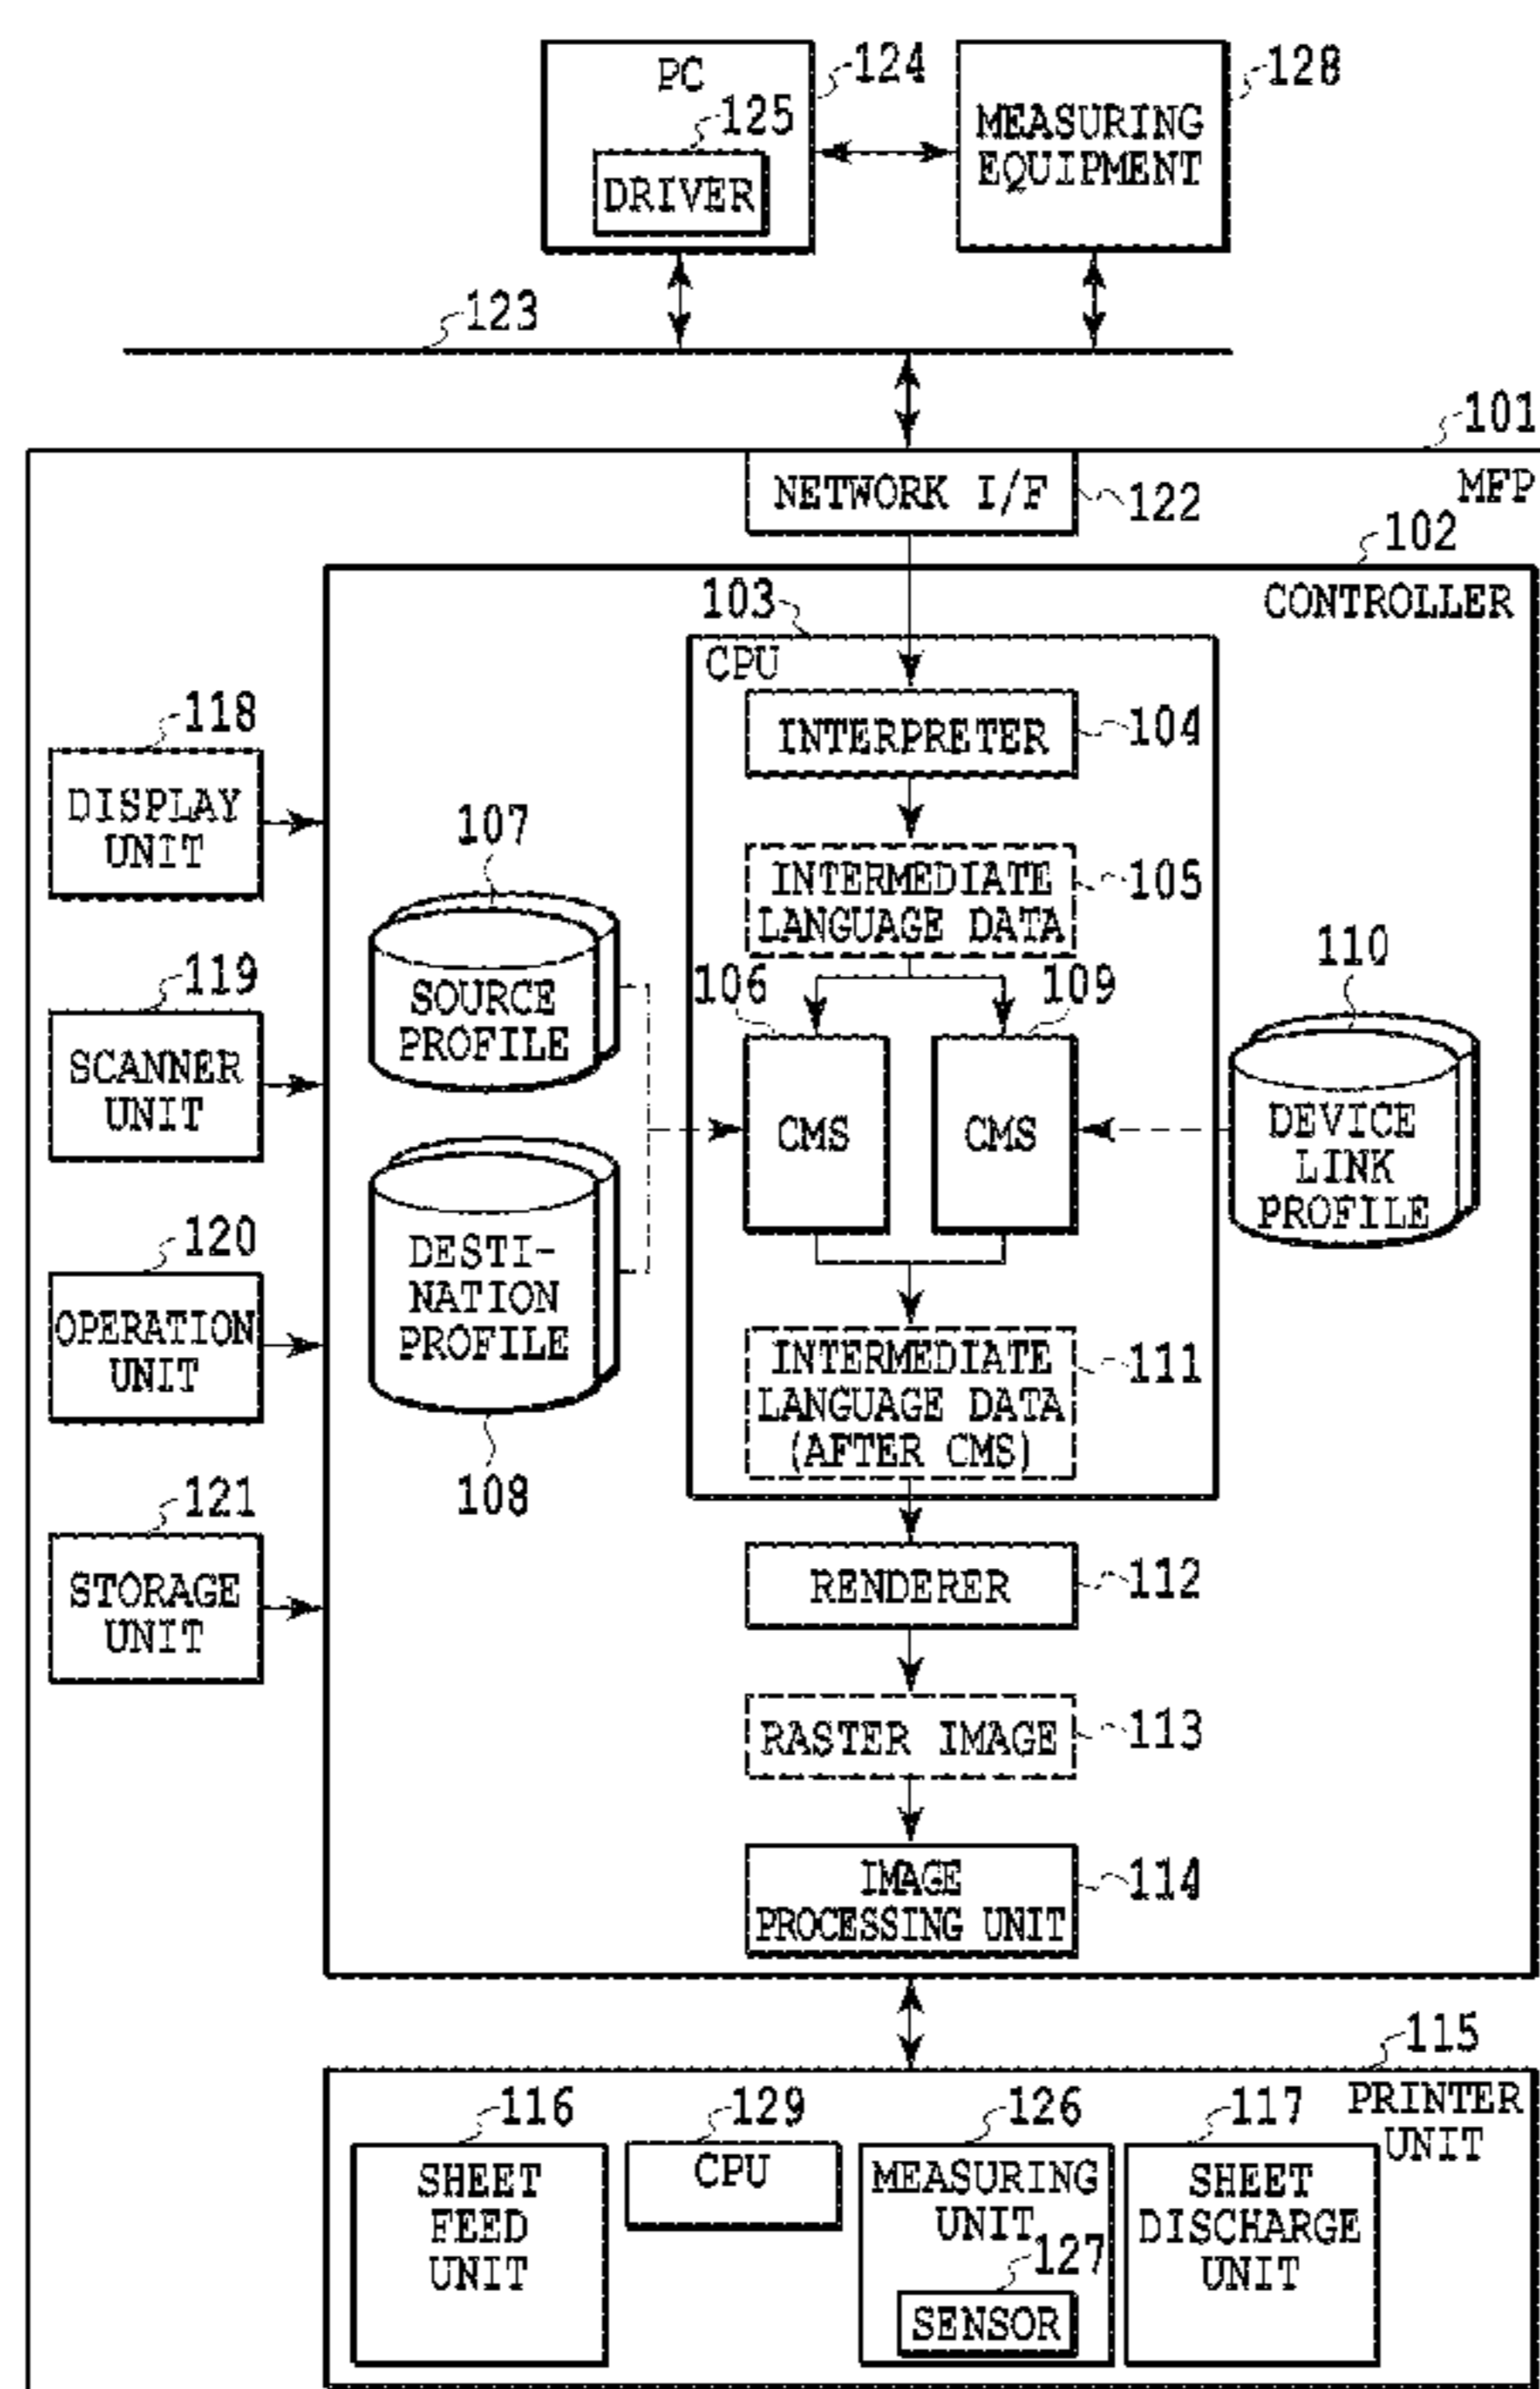 PC
124
125
DRIVER
MEASURING
EQUIPMENT
128
123
101
MFP
NETWORK I/F
122
102
CONTROLLER
103
CPU
INTERPRETER
104
118
DISPLAY
UNIT
107
SOURCE
PROFILE
INTERMEDIATE
LANGUAGE DATA
105
106
109
110
119
SCANNER
UNIT
CMS
CMS
DEVICE
LINK
PROFILE
120
OPERATION
UNIT
DESTI-
NATION
PROFILE
108
INTERMEDIATE
LANGUAGE DATA
(AFTER CMS)
111
121
STORAGE
UNIT
RENDERER
112
RASTER IMAGE
113
IMAGE
PROCESSING UNIT
114
115
PRINTER
UNIT
116
SHEET
FEED
UNIT
129
CPU
126
MEASURING
UNIT
127
SENSOR
117
SHEET
DISCHARGE
UNIT